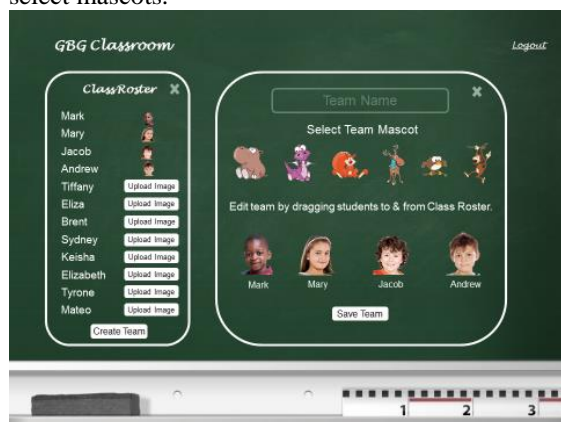 select mascots.
GBG Classroom
Logout
Class Roster X
Mark
Mary
Jacob
Andrew
Tiffany Upload Image
Eliza Upload Image
Brent Upload Image
Sydney Upload Image
Keisha Upload Image
Elizabeth Upload Image
Tyrone Upload Image
Mateo Upload Image
Create Team
X
Team Name
Select Team Mascot
Edit team by dragging students to & from Class Roster.
Mark Mary Jacob Andrew
Save Team
1 2 3